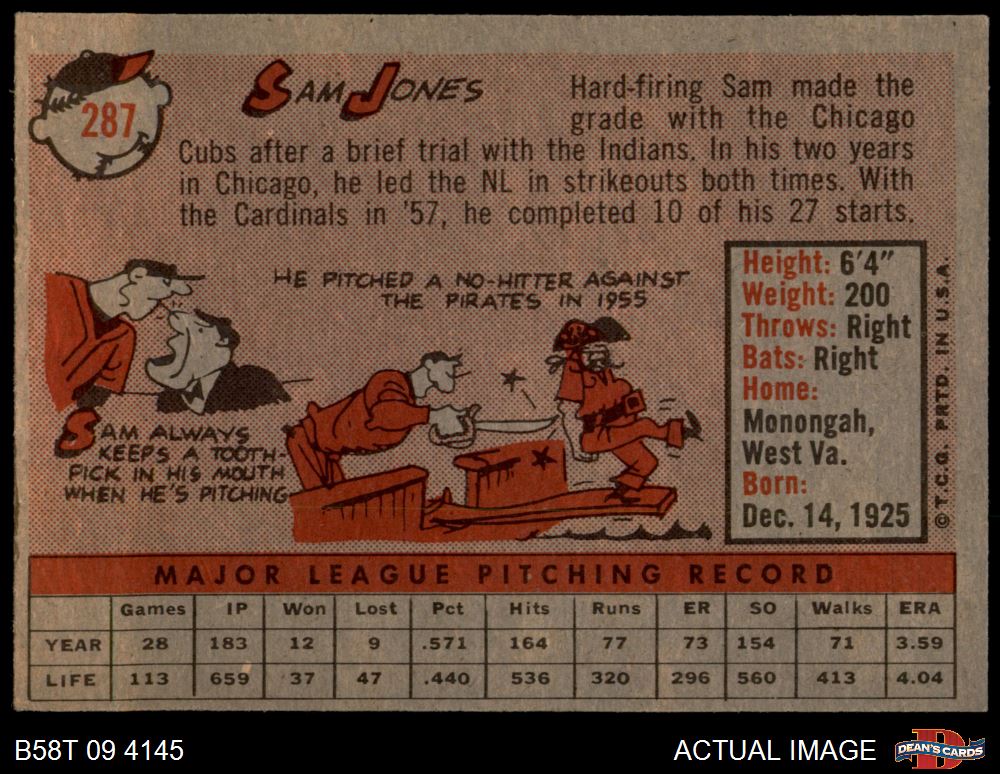 287
SAM JONES
Hard-firing Sam made the
grade with the Chicago
Cubs after a brief trial with the Indians. In his two years
in Chicago, he led the NL in strikeouts both times. With
the Cardinals in '57, he completed 10 of his 27 starts.
HE PITCHED A NO-HITTER AGAINST
THE PIRATES IN 1955
SAM ALWAYS
KEEPS A TOOTH-
PICK IN HIS MOUTH
WHEN HE'S PITCHING
Height: 6'4"
Weight: 200
Throws: Right
Bats: Right
Home:
Monongah,
West Va.
Born:
Dec. 14, 1925
© T.C.G. PRTD. IN U.S.A.
MAJOR LEAGUE PITCHING RECORD
Games IP Won Lost Pct Hits Runs ER SO Walks ERA
YEAR 28 183 12 9 .571 164 77 73 154 71 3.59
LIFE 113 659 37 47 .440 536 320 296 560 413 4.04
B58T 09 4145
ACTUAL IMAGE
D
DEAN'S CARDS